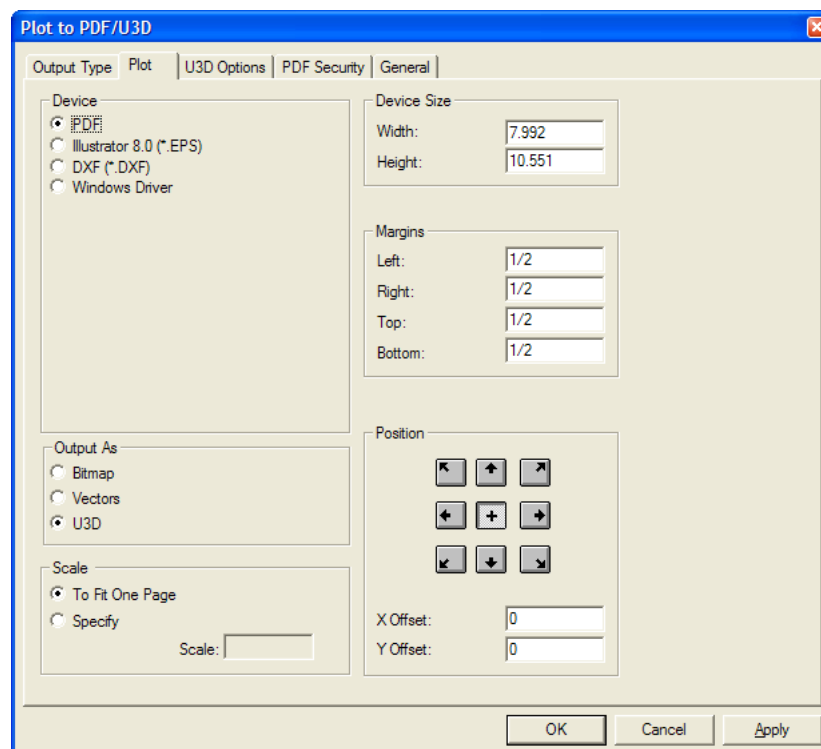 Plot to PDF/U3D
Output Type Plot U3D Options PDF Security General
Device
PDF
Illustrator 8.0 (*.EPS)
DXF (*.DXF)
Windows Driver
Output As
Bitmap
Vectors
U3D
Scale
To Fit One Page
Specify
Scale:
Device Size
Width: 7.992
Height: 10.551
Margins
Left: 1/2
Right: 1/2
Top: 1/2
Bottom: 1/2
Position
X Offset: 0
Y Offset: 0
OK Cancel Apply